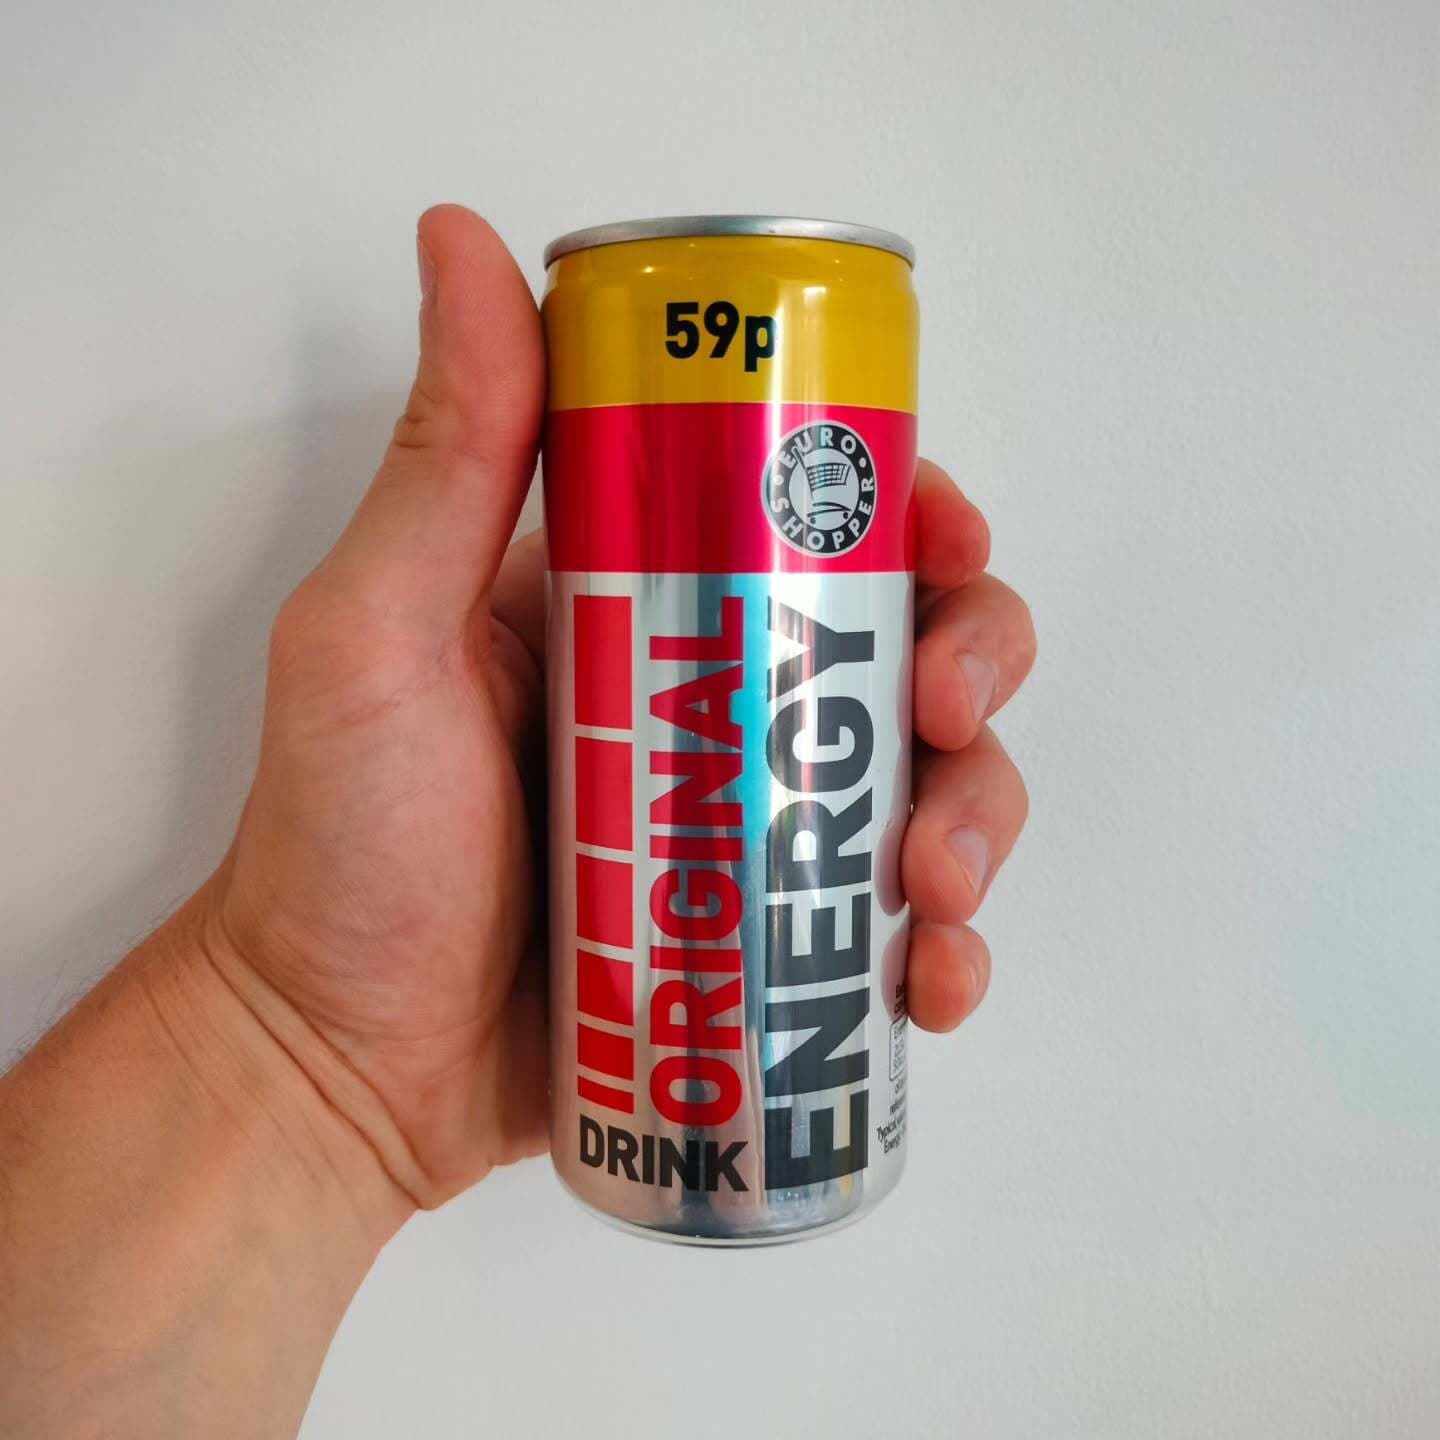 59p
EURO
SHOPPER
ORIGINAL
ENERGY
DRINK